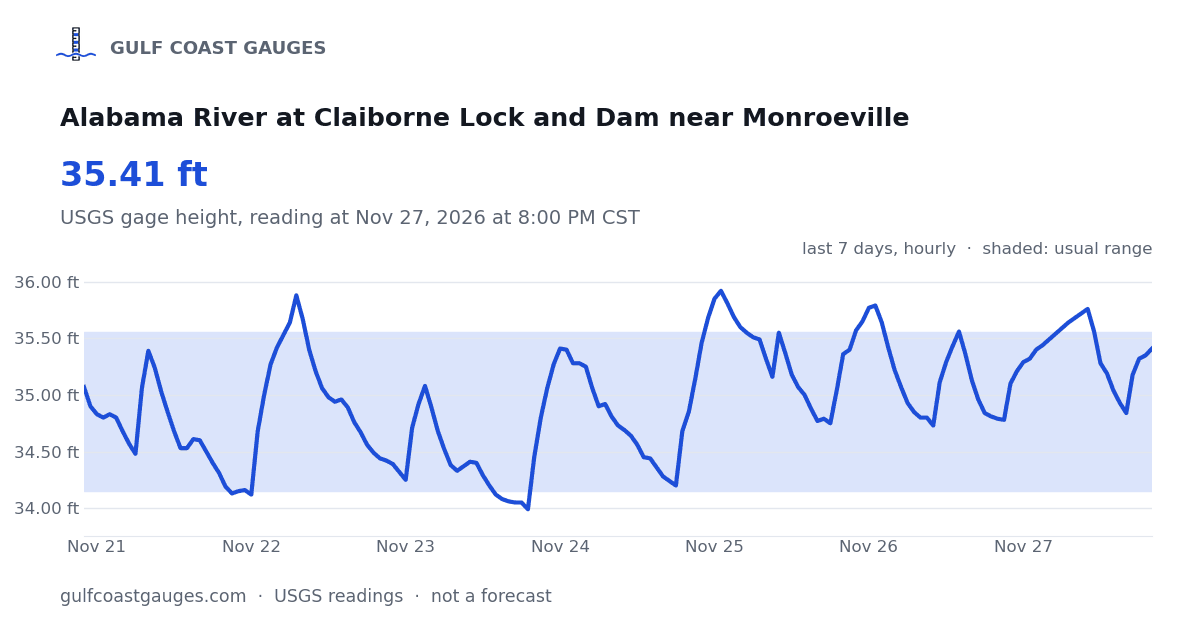 GULF COAST GAUGES
Alabama River at Claiborne Lock and Dam near Monroeville
35.41 ft
USGS gage height, reading at Nov 27, 2026 at 8:00 PM CST
last 7 days, hourly · shaded: usual range
36.00 ft
35.50 ft
35.00 ft
34.50 ft
34.00 ft
Nov 21 Nov 22 Nov 23 Nov 24 Nov 25 Nov 26 Nov 27
gulfcoastgauges.com · USGS readings · not a forecast